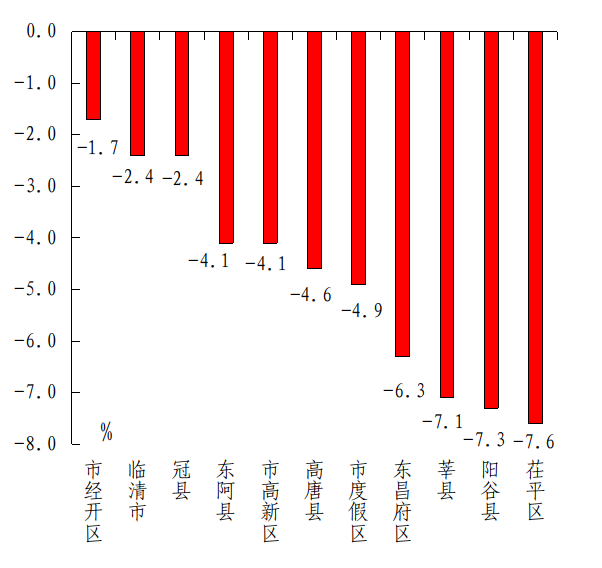 0.0
-1.0
-2.0
-3.0
-4.0
-5.0
-6.0
-7.0
-8.0
%
-1.7
-2.4
-2.4
-4.1
-4.1
-4.6
-4.9
-6.3
-7.1
-7.3
-7.6
市经开区
临清市
冠县
东阿县
市高新区
高唐县
市度假区
东昌府区
莘县
阳谷县
茌平区